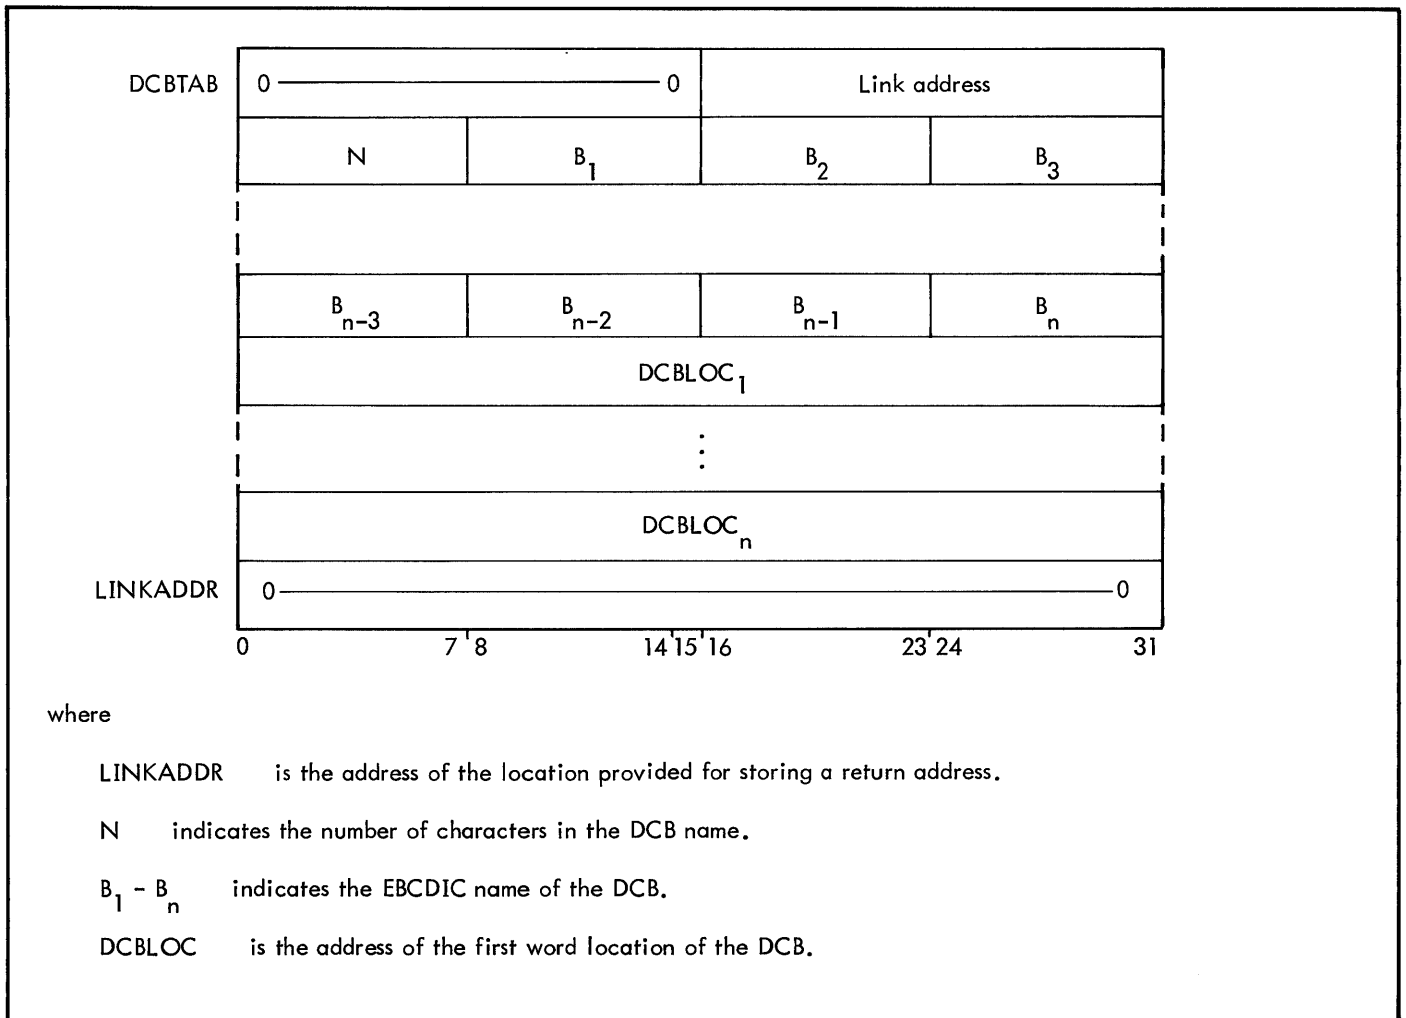 DCBTAB 0 0 Link address
N B1 B2 B3
Bn-3 Bn-2 Bn-1 Bn
DCBLOC1
⋮
DCBLOCn
LINKADDR 0 0
0 7 8 14 15 16 23 24 31
where
LINKADDR is the address of the location provided for storing a return address.
N indicates the number of characters in the DCB name.
B1 - Bn indicates the EBCDIC name of the DCB.
DCBLOC is the address of the first word location of the DCB.